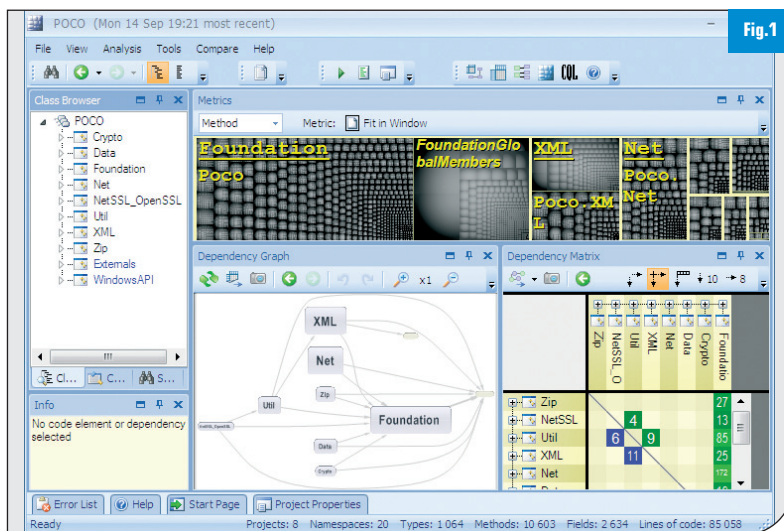 Fig.1
POCO (Mon 14 Sep 19:21 most recent)
File View Analysis Tools Compare Help
CQL
Class Browser
POCO
Crypto
Data
Foundation
Net
NetSSL_OpenSSL
Util
XML
Zip
Externals
WindowsAPI
Cl... C... S...
Info
No code element or dependency
selected
Metrics
Method Metric: Fit in Window
Foundation
Poco
FoundationGlo
balMembers
XML
Poco.XM
L
Net
Poco.
Net
Dependency Graph
x1
XML
Net
Zip
Util
Foundation
Data
Crypto
Dependency Matrix
10 8
Zip
NetSSL_O
Util
XML
Net
Data
Crypto
Foundatio
Zip 27
NetSSL 4 13
Util 6 9 85
XML 11 25
Net 172
Error List Help Start Page Project Properties
Ready Projects: 8 Namespaces: 20 Types: 1 064 Methods: 10 603 Fields: 2 634 Lines of code: 85 058